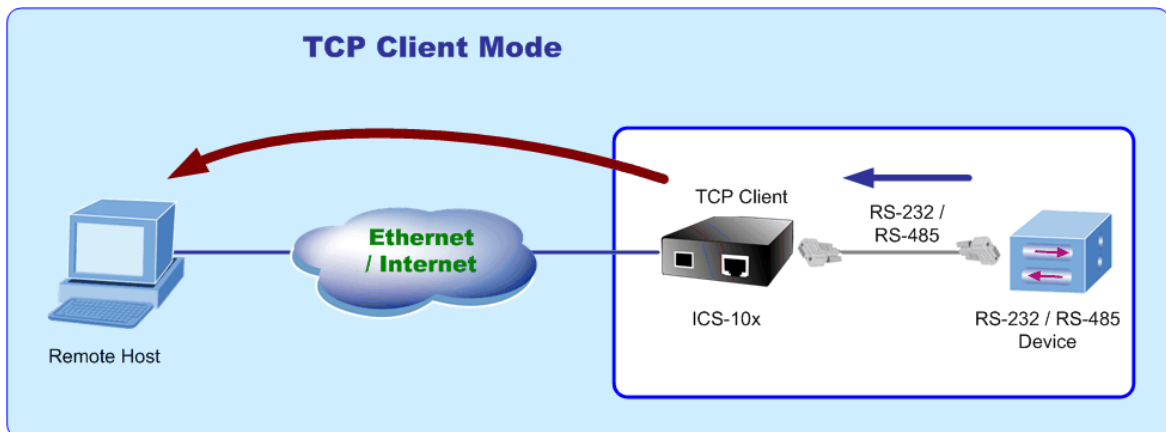 TCP Client Mode
TCP Client
RS-232 /
RS-485
Ethernet
/ Internet
ICS-10x
RS-232 / RS-485
Device
Remote Host